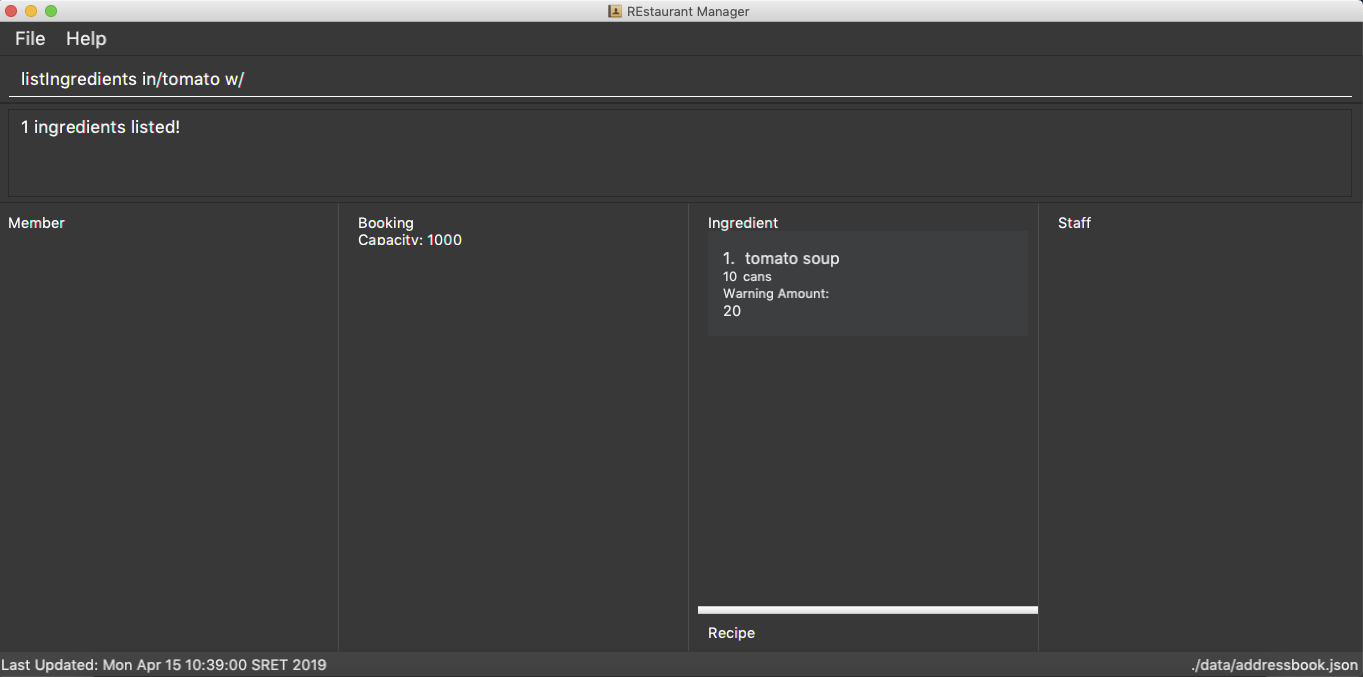 REstaurant Manager
File Help
listIngredients in/tomato w/
1 ingredients listed!
Member
Booking
Capacity: 1000
Ingredient
1. tomato soup
10 cans
Warning Amount:
20
Recipe
Staff
Last Updated: Mon Apr 15 10:39:00 SRET 2019
./data/addressbook.json